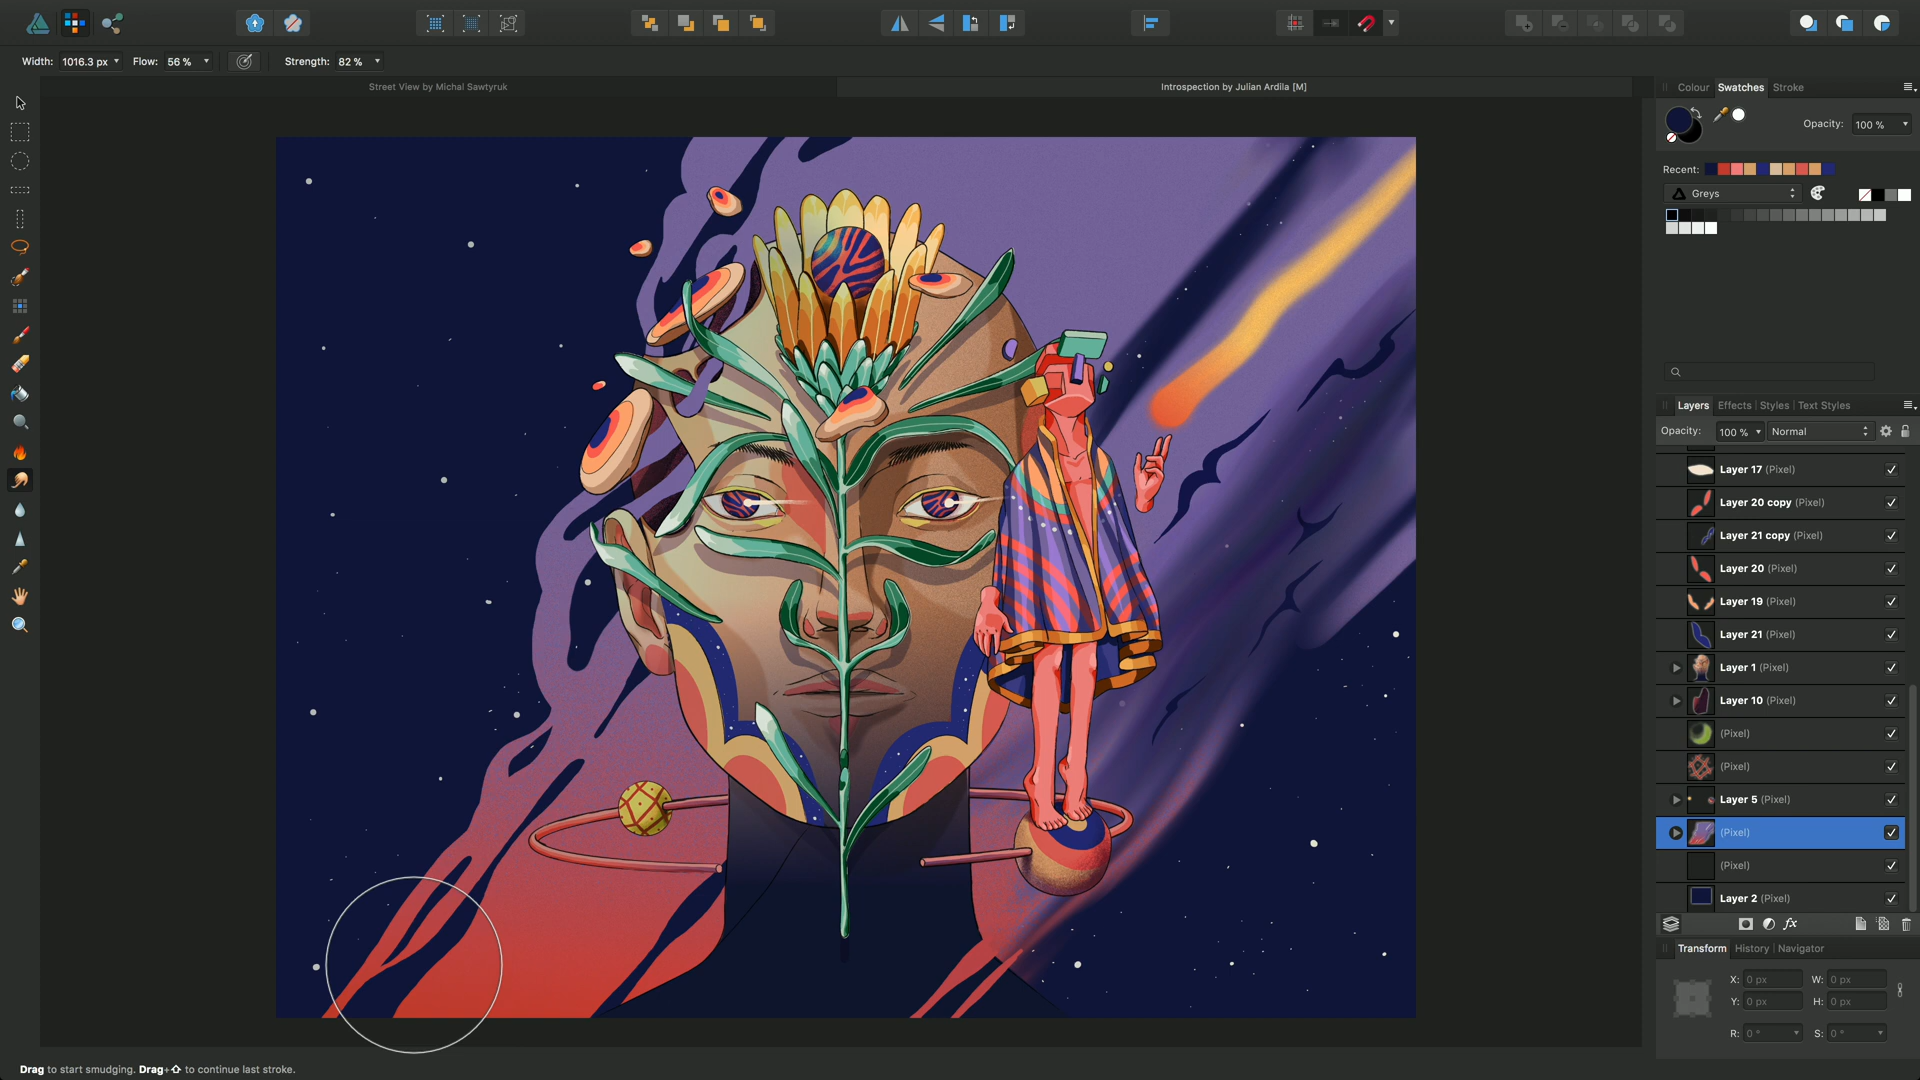 Width: 1016.3 px Flow: 56 % Strength: 82 %
Street View by Michal Sawtyruk
Introspection by Julian Ardila [M]
Colour Swatches Stroke
Opacity: 100 %
Recent:
Greys
Layers Effects | Styles | Text Styles
Opacity: 100 % Normal
Layer 17 (Pixel)
Layer 20 copy (Pixel)
Layer 21 copy (Pixel)
Layer 20 (Pixel)
Layer 19 (Pixel)
Layer 21 (Pixel)
Layer 1 (Pixel)
Layer 10 (Pixel)
(Pixel)
(Pixel)
Layer 5 (Pixel)
(Pixel)
(Pixel)
Layer 2 (Pixel)
fx
Transform History | Navigator
X: 0 px W: 0 px
Y: 0 px H: 0 px
R: 0 ° S: 0 °
Drag to start smudging. Drag+⇧ to continue last stroke.